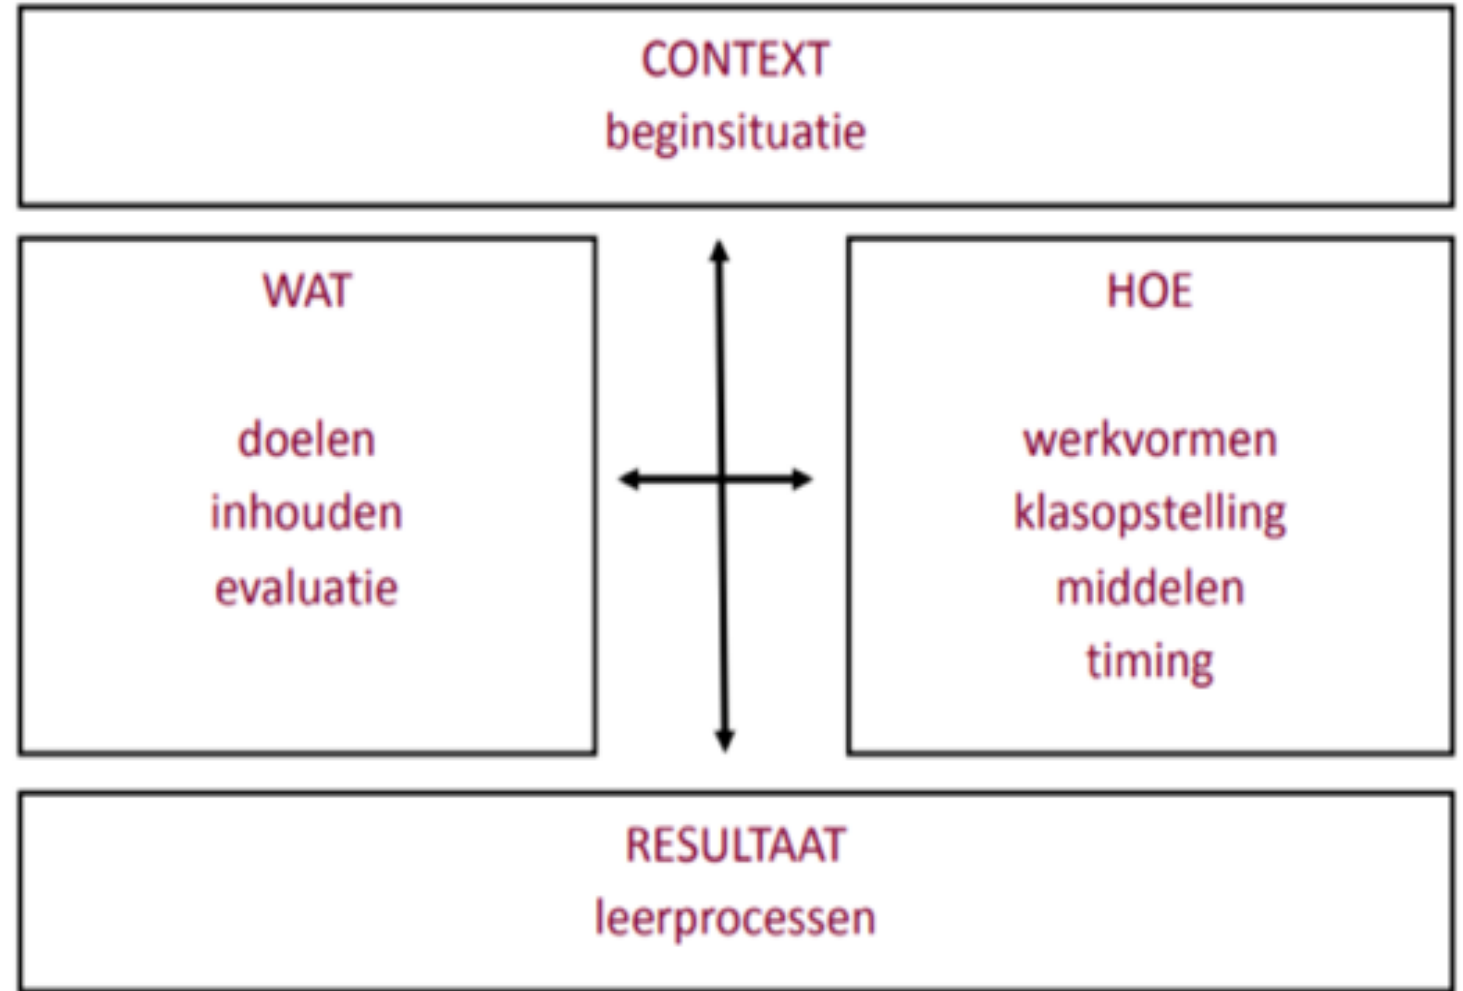 CONTEXT
beginsituatie
WAT
doelen
inhouden
evaluatie
HOE
werkvormen
klasopstelling
middelen
timing
RESULTAAT
leerprocessen